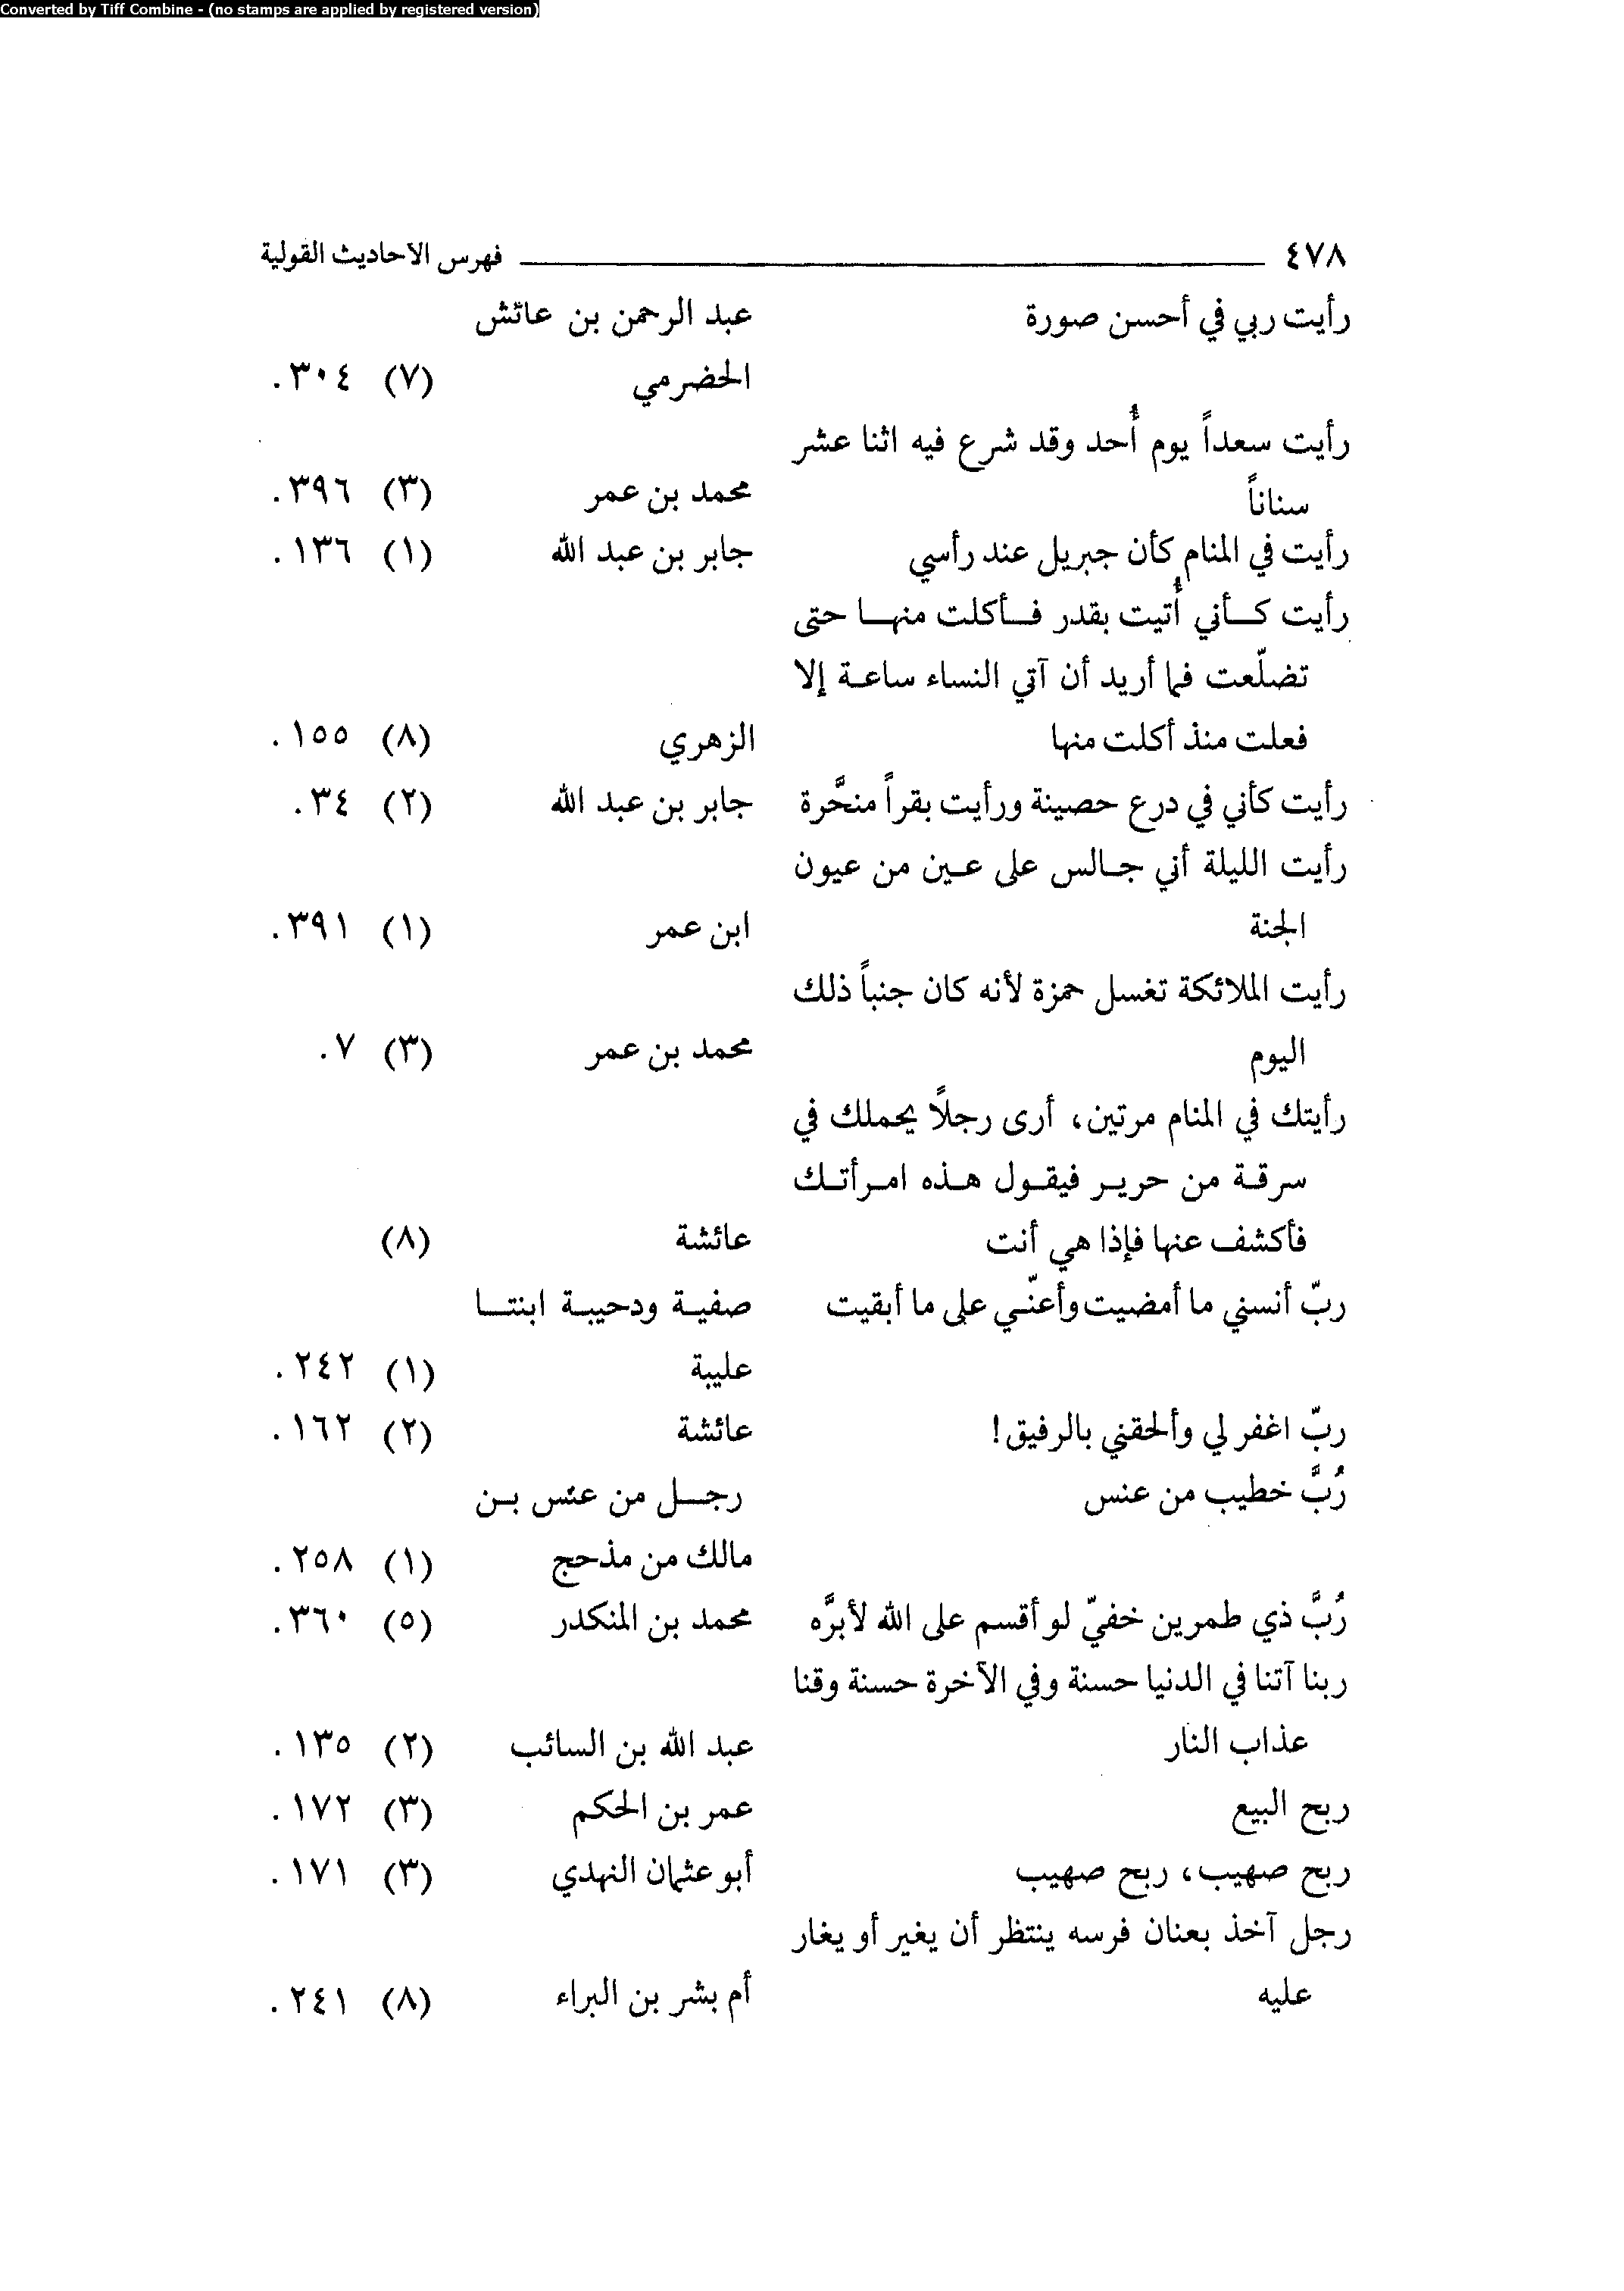 Converted by Tiff Combine - (no stamps are applied by registered version)
٤٧٨ فهرس الاحاديث القولية
رأيت ربي في أحسن صورة عبد الرحمن بن عائش
الحضرمي (٧) ٣٠٤.
رأيت سعداً يوم أُحد وقد شرع فيه اثنا عشر
سناناً محمد بن عمر (٣) ٣٩٦.
رأيت في المنام كأن جبريل عند رأسي جابر بن عبد الله (١) ١٣٦.
رأيت كأني أُتيت بقدر فأكلت منها حتى
تضلّعت فما أريد أن آتي النساء ساعة إلا
فعلت منذ أكلت منها الزهري (٨) ١٥٥.
رأيت كأني في درع حصينة ورأيت بقراً منحَّرة جابر بن عبد الله (٢) ٣٤.
رأيت الليلة أني جالس على عين من عيون
الجنة ابن عمر (١) ٣٩١.
رأيت الملائكة تغسل حمزة لأنه كان جنباً ذلك
اليوم محمد بن عمر (٣) ٧.
رأيتك في المنام مرتين، أرى رجلاً يحملك في
سرقة من حرير فيقول هذه امرأتك
فأكشف عنها فإذا هي أنت عائشة (٨)
ربّ أنسني ما أمضيت وأعنّي على ما أبقيت صفية ودحيبة ابنتا
عليبة (١) ٢٤٢.
ربّ اغفر لي وألحقني بالرفيق! عائشة (٢) ١٦٢.
رُبَّ خطيب من عنس رجل من عنس بن
مالك من مذحج (١) ٢٥٨.
رُبَّ ذي طمرين خفيّ لو أقسم على الله لأبرَّه محمد بن المنكدر (٥) ٣٦٠.
ربنا آتنا في الدنيا حسنة وفي الآخرة حسنة وقنا
عذاب النار عبد الله بن السائب (٢) ١٣٥.
ربح البيع عمر بن الحكم (٣) ١٧٢.
ربح صهيب، ربح صهيب أبو عثمان النهدي (٣) ١٧١.
رجل آخذ بعنان فرسه ينتظر أن يغير أو يغار
عليه أم بشر بن البراء (٨) ٢٤١.